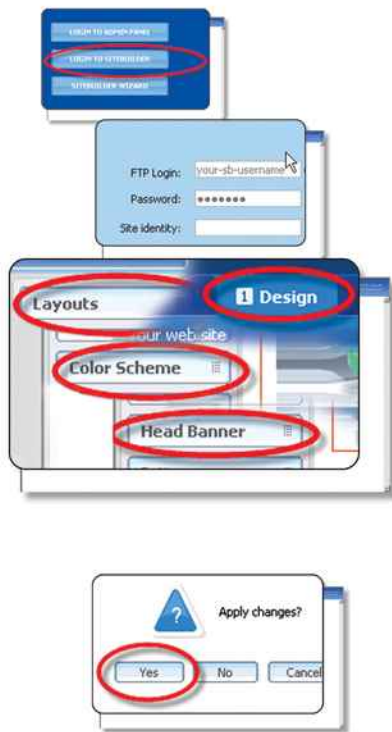 LOGIN TO ADMIN PANEL
LOGIN TO SITEBUILDER
SITEBUILDER WIZARD
FTP Login: your-sb-username
Password: •••••••
Site identity:
Layouts
1 Design
your web site
Color Scheme
Head Banner
? Apply changes?
Yes No Cancel